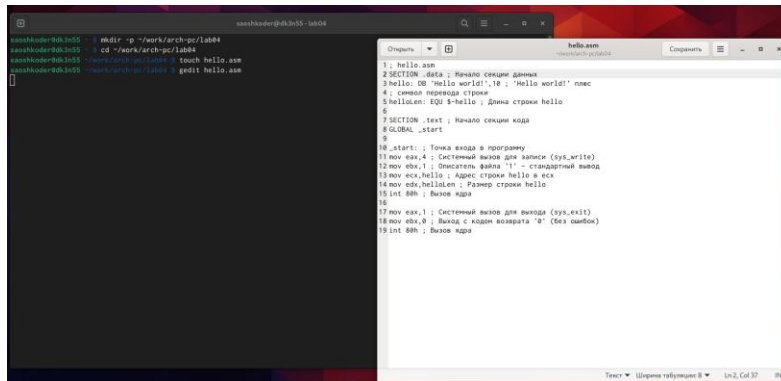 saoshkoder@dk3n55 - lab04
saoshkoder@dk3n55 ~ $ mkdir -p ~/work/arch-pc/lab04
saoshkoder@dk3n55 ~ $ cd ~/work/arch-pc/lab04
saoshkoder@dk3n55 ~/work/arch-pc/lab04 $ touch hello.asm
saoshkoder@dk3n55 ~/work/arch-pc/lab04 $ gedit hello.asm
Открыть
hello.asm
~/work/arch-pc/lab04
Сохранить
1 ; hello.asm
2 SECTION .data ; Начало секции данных
3 hello: DB 'Hello world!',10 ; 'Hello world!' плюс
4 ; символ перевода строки
5 helloLen: EQU $-hello ; Длина строки hello
6
7 SECTION .text ; Начало секции кода
8 GLOBAL _start
9
10 _start: ; Точка входа в программу
11 mov eax,4 ; Системный вызов для записи (sys_write)
12 mov ebx,1 ; Описатель файла '1' - стандартный вывод
13 mov ecx,hello ; Адрес строки hello в ecx
14 mov edx,helloLen ; Размер строки hello
15 int 80h ; Вызов ядра
16
17 mov eax,1 ; Системный вызов для выхода (sys_exit)
18 mov ebx,0 ; Выход с кодом возврата '0' (без ошибок)
19 int 80h ; Вызов ядра
Текст Ширина табуляции: 8 Ln 2, Col 37